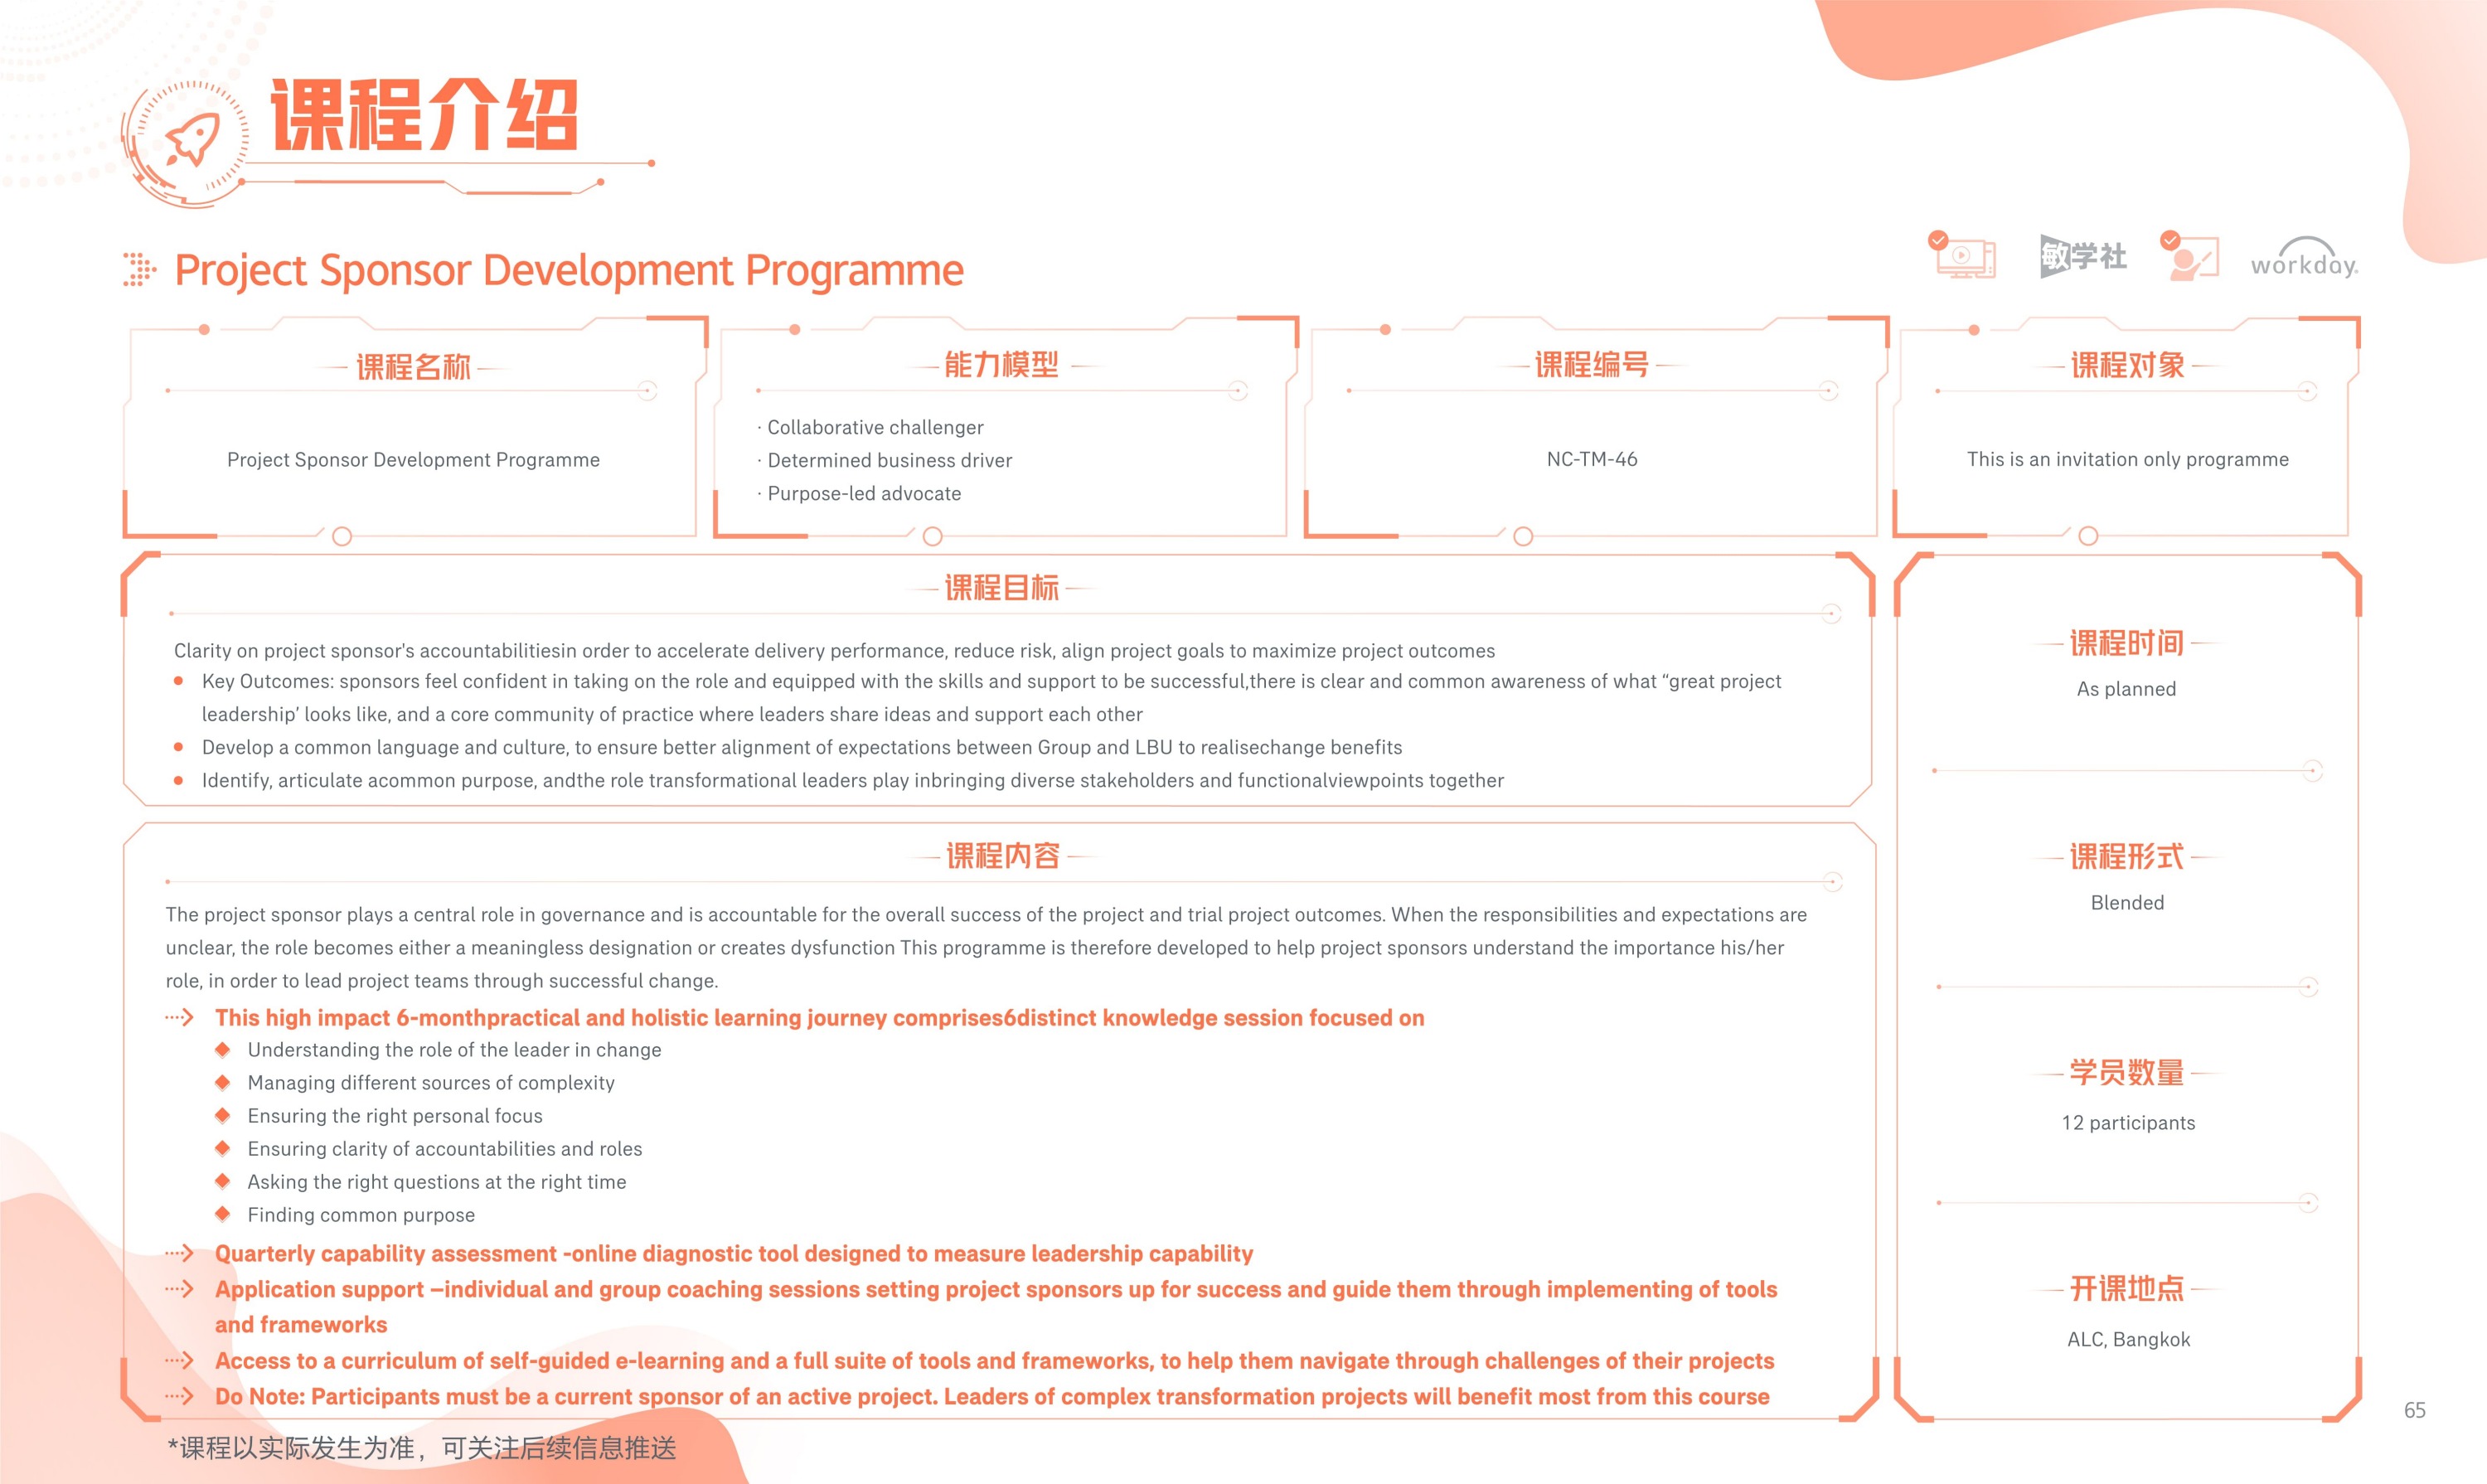 课程介绍
Project Sponsor Development Programme
敏学社
workday.
课程名称
Project Sponsor Development Programme
能力模型
· Collaborative challenger
· Determined business driver
· Purpose-led advocate
课程编号
NC-TM-46
课程对象
This is an invitation only programme
课程目标
Clarity on project sponsor's accountabilitiesin order to accelerate delivery performance, reduce risk, align project goals to maximize project outcomes
Key Outcomes: sponsors feel confident in taking on the role and equipped with the skills and support to be successful,there is clear and common awareness of what “great project
leadership’ looks like, and a core community of practice where leaders share ideas and support each other
Develop a common language and culture, to ensure better alignment of expectations between Group and LBU to realisechange benefits
Identify, articulate acommon purpose, andthe role transformational leaders play inbringing diverse stakeholders and functionalviewpoints together
课程内容
The project sponsor plays a central role in governance and is accountable for the overall success of the project and trial project outcomes. When the responsibilities and expectations are
unclear, the role becomes either a meaningless designation or creates dysfunction This programme is therefore developed to help project sponsors understand the importance his/her
role, in order to lead project teams through successful change.
This high impact 6-monthpractical and holistic learning journey comprises6distinct knowledge session focused on
Understanding the role of the leader in change
Managing different sources of complexity
Ensuring the right personal focus
Ensuring clarity of accountabilities and roles
Asking the right questions at the right time
Finding common purpose
Quarterly capability assessment -online diagnostic tool designed to measure leadership capability
Application support –individual and group coaching sessions setting project sponsors up for success and guide them through implementing of tools
and frameworks
Access to a curriculum of self-guided e-learning and a full suite of tools and frameworks, to help them navigate through challenges of their projects
Do Note: Participants must be a current sponsor of an active project. Leaders of complex transformation projects will benefit most from this course
课程时间
As planned
课程形式
Blended
学员数量
12 participants
开课地点
ALC, Bangkok
*课程以实际发生为准，可关注后续信息推送
65